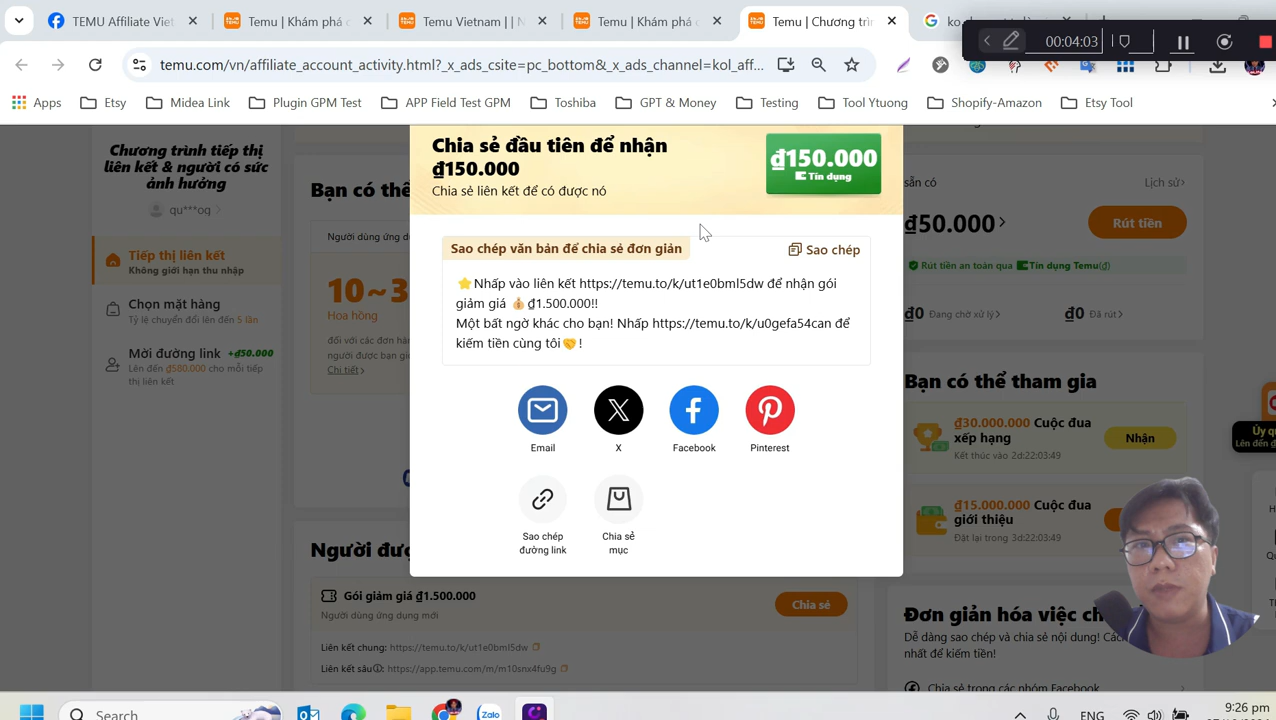 TEMU Affiliate Viet
Temu | Khám phá c
Temu Vietnam | | N
Temu | Khám phá c
Temu | Chương trìn
00:04:03
temu.com/vn/affiliate_account_activity.html?_x_ads_csite=pc_bottom&_x_ads_channel=kol_aff...
Apps
Etsy
Midea Link
Plugin GPM Test
APP Field Test GPM
Toshiba
GPT & Money
Testing
Tool Ytuong
Shopify-Amazon
Etsy Tool
Chương trình tiếp thị
liên kết & người có sức
ảnh hưởng
qu***og
Tiếp thị liên kết
Không giới hạn thu nhập
Chọn mặt hàng
Tỷ lệ chuyển đổi lên đến 5 lần
Mời đường link +₫50.000
Lên đến ₫580.000 cho mỗi tiếp
thị liên kết
Bạn có thể
Người dùng ứng d
10~3
Hoa hồng
đối với các đơn hàn
người được bạn gi
Chi tiết
Người đượ
Gói giảm giá ₫1.500.000
Người dùng ứng dụng mới
Chia sẻ
Liên kết chung: https://temu.to/k/ut1e0bml5dw
Liên kết sâu: https://app.temu.com/m/m10snx4fu9g
Chia sẻ đầu tiên để nhận
₫150.000
Chia sẻ liên kết để có được nó
₫150.000
Tín dụng
Sao chép văn bản để chia sẻ đơn giản
Sao chép
⭐Nhấp vào liên kết https://temu.to/k/ut1e0bml5dw để nhận gói
giảm giá 💰₫1.500.000!!
Một bất ngờ khác cho bạn! Nhấp https://temu.to/k/u0gefa54can để
kiếm tiền cùng tôi🤝!
Email
X
Facebook
Pinterest
Sao chép
đường link
Chia sẻ
mục
sẵn có
Lịch sử
₫50.000
Rút tiền
Rút tiền an toàn qua Tín dụng Temu(₫)
₫0 Đang chờ xử lý
₫0 Đã rút
Bạn có thể tham gia
₫30.000.000 Cuộc đua
xếp hạng
Kết thúc vào 2d:22:03:49
Nhận
₫15.000.000 Cuộc đua
giới thiệu
Đặt lại trong 3d:22:03:49
Ủy qu
Lên đến ₫
Đơn giản hóa việc ch
Dễ dàng sao chép và chia sẻ nội dung! Các
nhất để kiếm tiền!
Chia sẻ trong các nhóm Facebook
Search
Zalo
ENG
9:26 pm